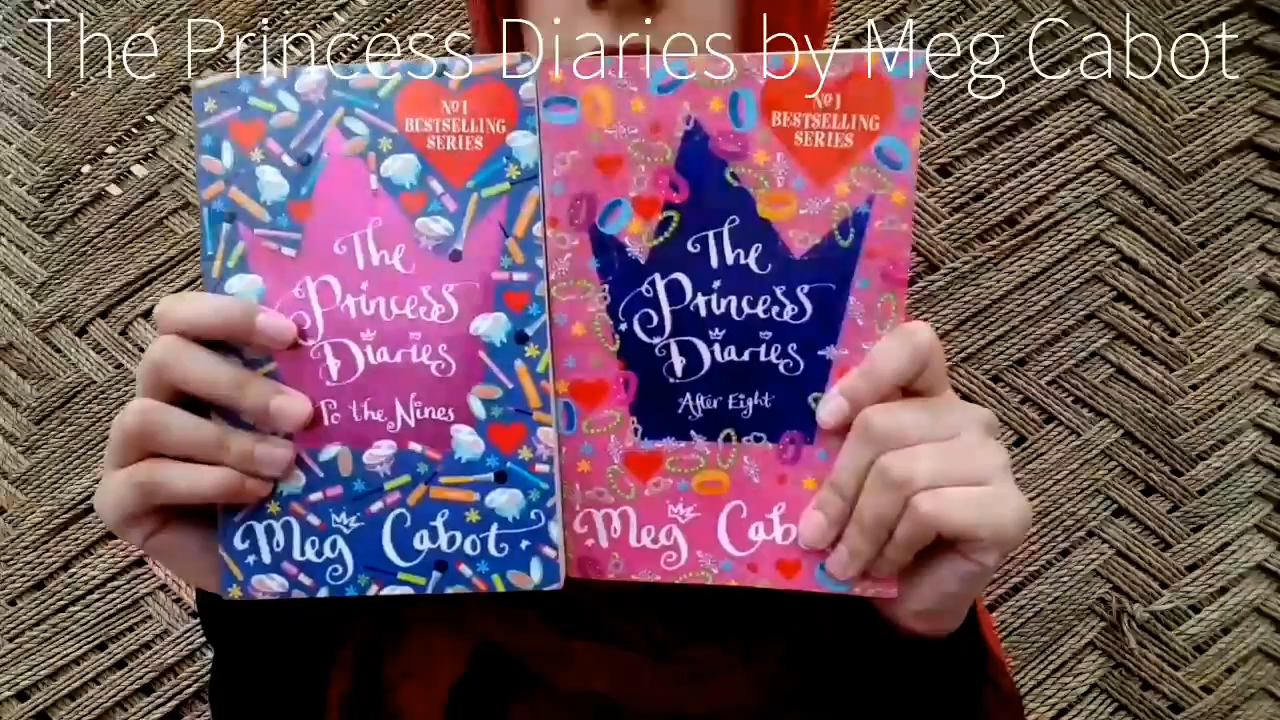 The Princess Diaries by Meg Cabot
No1
BESTSELLING
SERIES
The
Princess
Diaries
To the Nines
Meg Cabot
No1
BESTSELLING
SERIES
The
Princess
Diaries
After Eight
Meg Cab